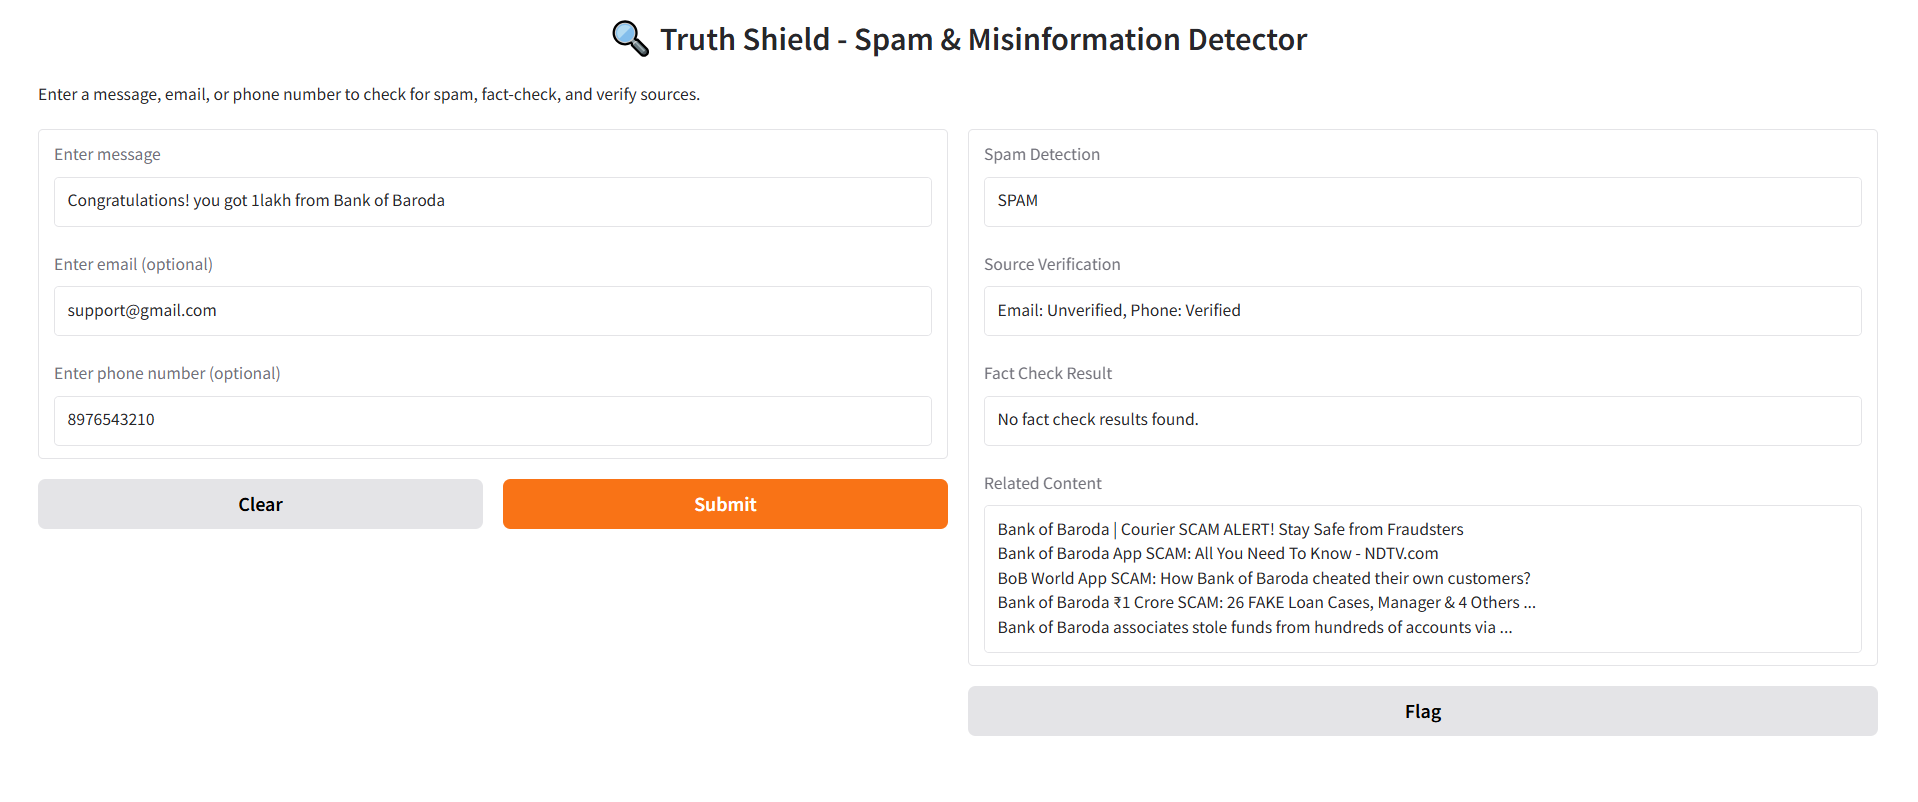 🔍 Truth Shield - Spam & Misinformation Detector
Enter a message, email, or phone number to check for spam, fact-check, and verify sources.
Enter message
Congratulations! you got 1lakh from Bank of Baroda
Enter email (optional)
support@gmail.com
Enter phone number (optional)
8976543210
Clear
Submit
Spam Detection
SPAM
Source Verification
Email: Unverified, Phone: Verified
Fact Check Result
No fact check results found.
Related Content
Bank of Baroda | Courier SCAM ALERT! Stay Safe from Fraudsters
Bank of Baroda App SCAM: All You Need To Know - NDTV.com
BoB World App SCAM: How Bank of Baroda cheated their own customers?
Bank of Baroda ₹1 Crore SCAM: 26 FAKE Loan Cases, Manager & 4 Others ...
Bank of Baroda associates stole funds from hundreds of accounts via ...
Flag